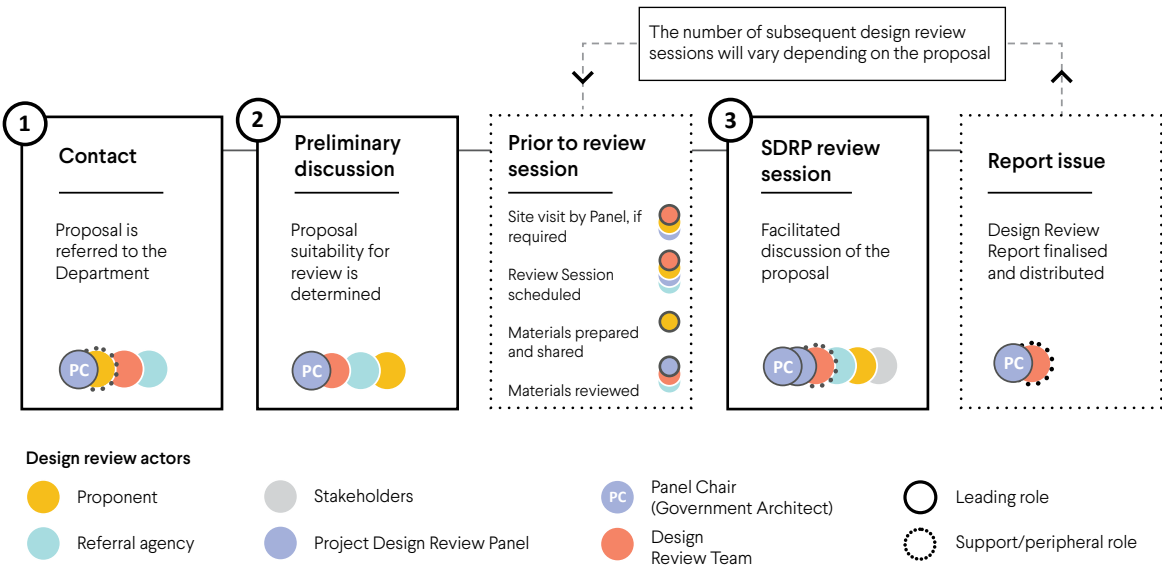 The number of subsequent design review
sessions will vary depending on the proposal
1
Contact
Proposal is
referred to the
Department
PC
2
Preliminary
discussion
Proposal
suitability for
review is
determined
PC
Prior to review
session
Site visit by Panel, if
required
Review Session
scheduled
Materials prepared
and shared
Materials reviewed
3
SDRP review
session
Facilitated
discussion of the
proposal
PC
Report issue
Design Review
Report finalised
and distributed
PC
Design review actors
Proponent
Referral agency
Stakeholders
Project Design Review Panel
PC
Panel Chair
(Government Architect)
Design
Review Team
Leading role
Support/peripheral role